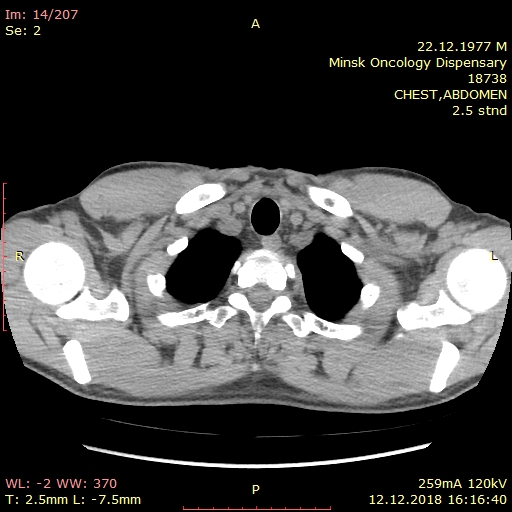 Im: 14/207
Se: 2
A
22.12.1977 M
Minsk Oncology Dispensary
18738
CHEST,ABDOMEN
2.5 stnd
R
L
WL: -2 WW: 370
T: 2.5mm L: -7.5mm
P
259mA 120kV
12.12.2018 16:16:40